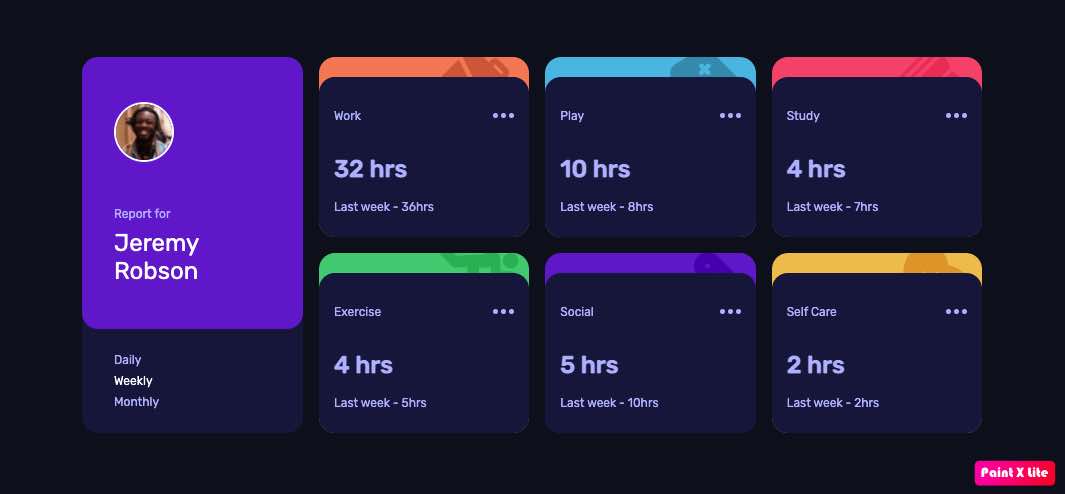 Report for
Jeremy
Robson
Daily
Weekly
Monthly
Work
32 hrs
Last week - 36hrs
Play
10 hrs
Last week - 8hrs
Study
4 hrs
Last week - 7hrs
Exercise
4 hrs
Last week - 5hrs
Social
5 hrs
Last week - 10hrs
Self Care
2 hrs
Last week - 2hrs
Paint X Lite